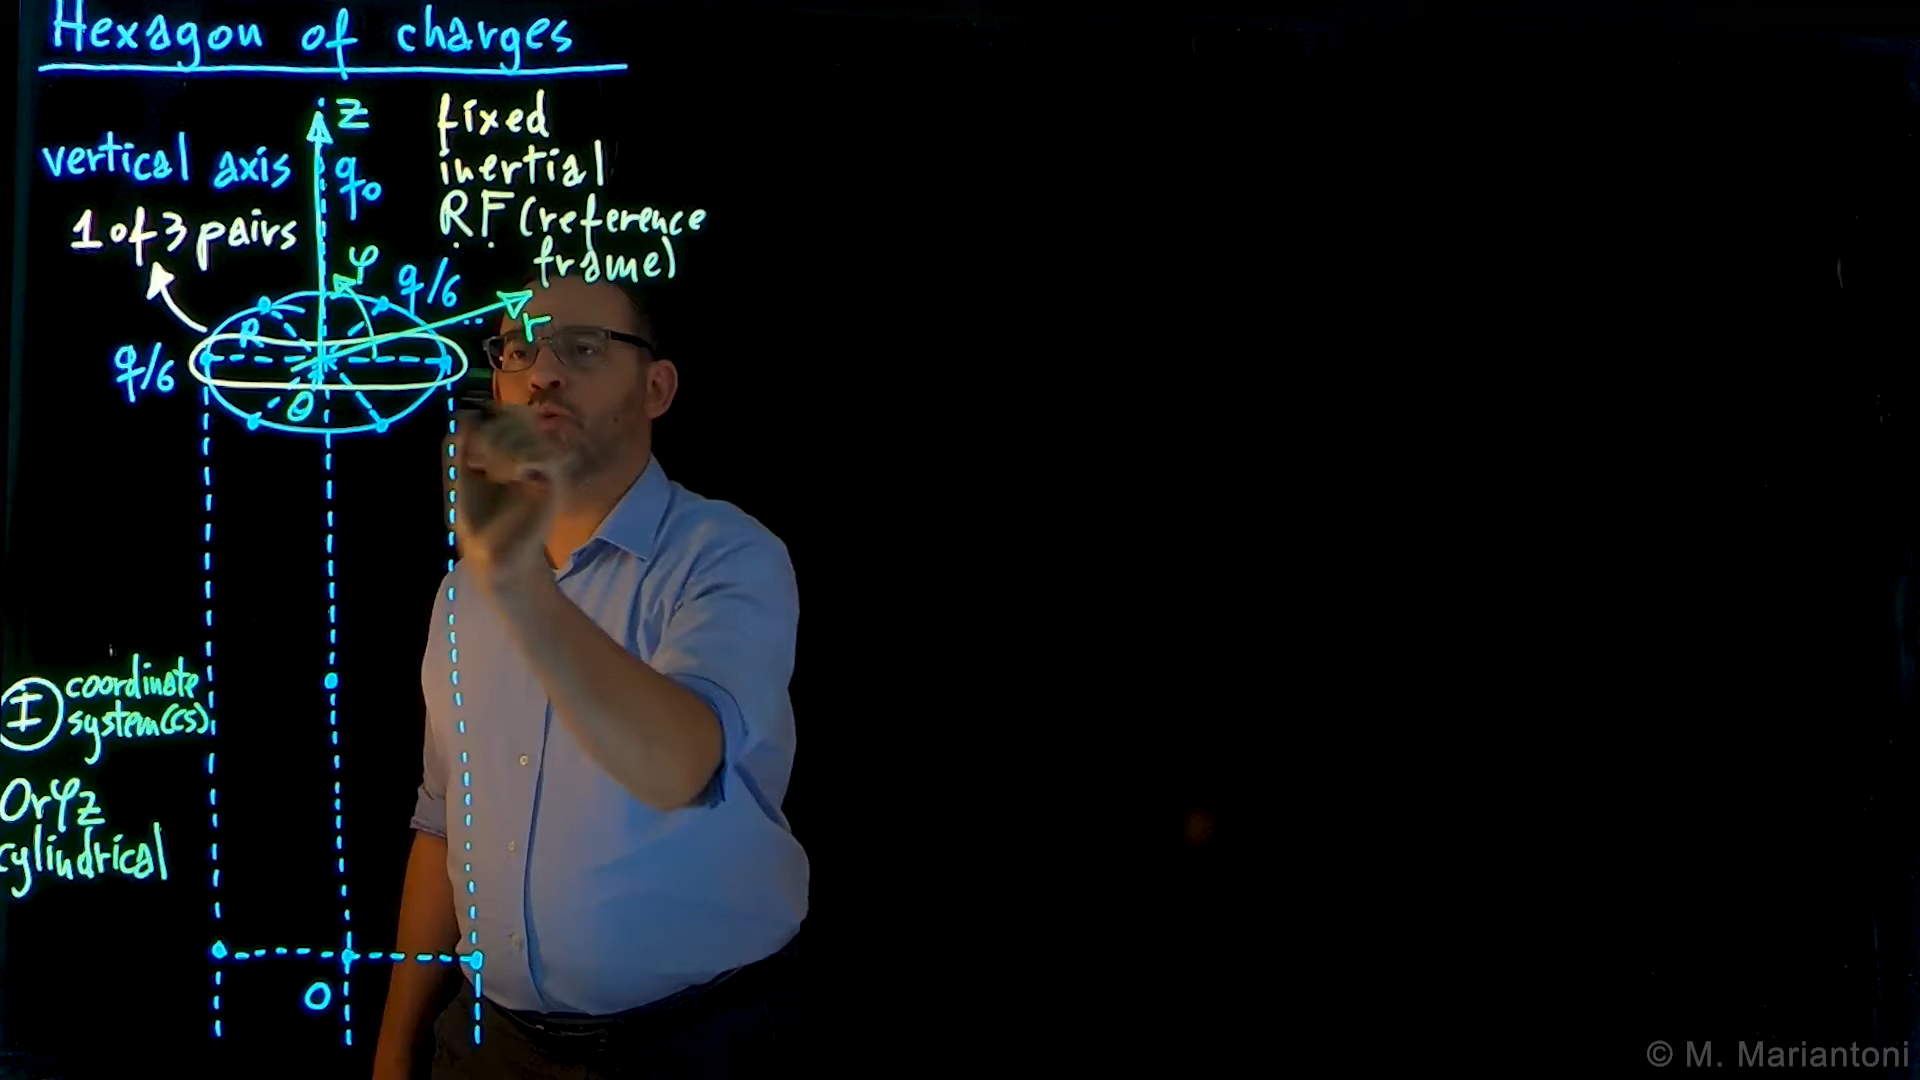 Hexagon of charges
z
vertical axis
q₀
fixed
inertial
RF (reference
frame)
1 of 3 pairs
φ
q/6
r
R
q/6
θ
I
coordinate
system (CS)
Orφz
cylindrical
O
© M. Mariantoni